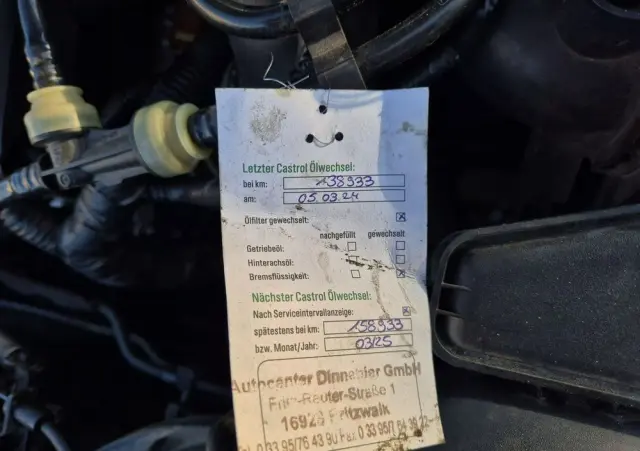 Letzter Castrol Ölwechsel:
bei km: 138933
am: 05.03.24
Ölfilter gewechselt:
nachgefüllt gewechselt
Getriebeöl:
Hinterachsöl:
Bremsflüssigkeit:
Nächster Castrol Ölwechsel:
Nach Serviceintervallanzeige:
spätestens bei km: 158933
bzw. Monat/Jahr: 03/25
Autocenter GmbH
Fritz-Reuter-Straße 1
16928 Pritzwalk